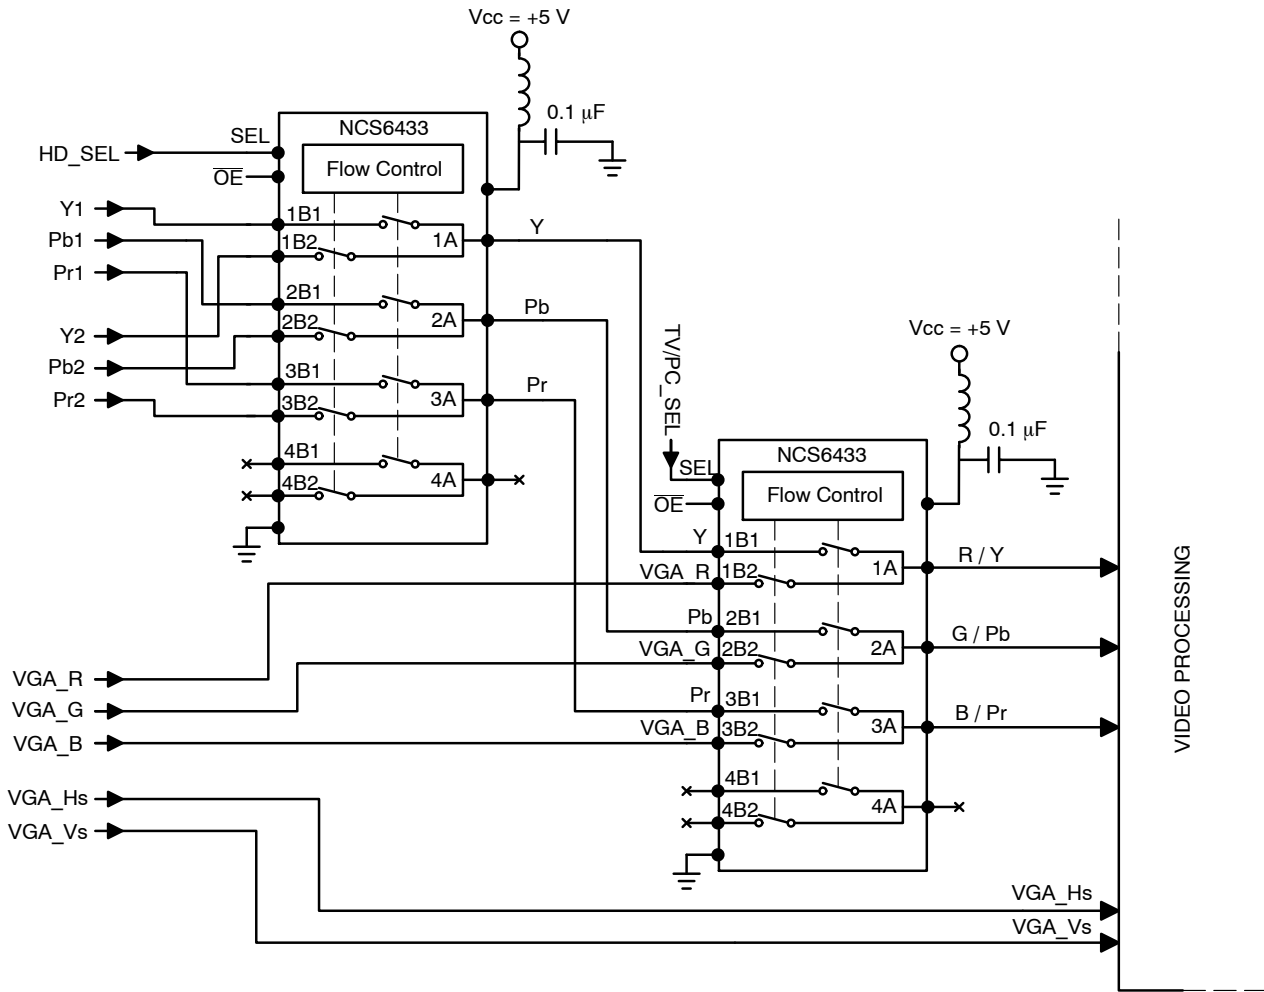 Vcc = +5 V
0.1 μF
NCS6433
SEL
HD_SEL
Flow Control
OE
Y1
1B1
Y
Pb1
1B2
1A
Pr1
2B1
Pb
Y2
2B2
2A
Pb2
3B1
Pr
Pr2
3B2
3A
4B1
4B2
4A
TV/PC_SEL
Vcc = +5 V
0.1 μF
NCS6433
SEL
Flow Control
OE
Y
1B1
R / Y
VGA_R
1B2
1A
Pb
2B1
G / Pb
VGA_G
2B2
2A
VGA_R
Pr
3B1
B / Pr
VGA_G
VGA_B
3B2
3A
VGA_B
4B1
4B2
4A
VIDEO PROCESSING
VGA_Hs
VGA_Vs
VGA_Hs
VGA_Vs